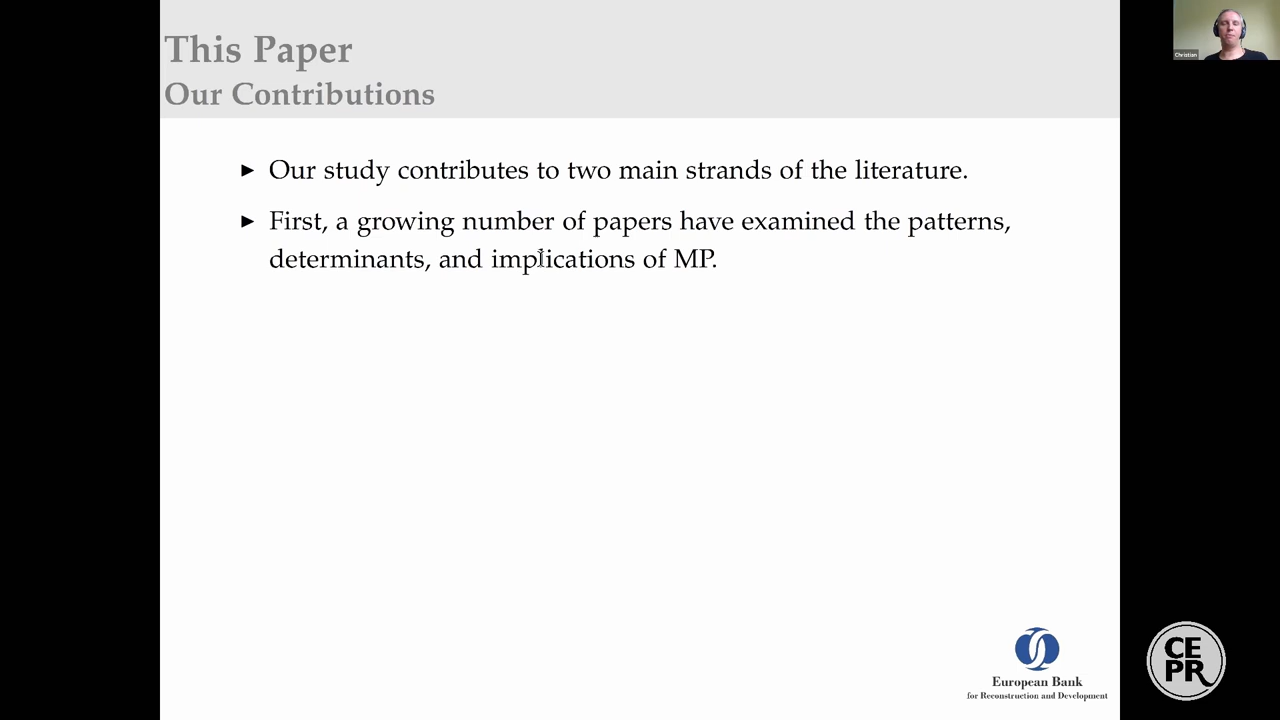 This Paper
Our Contributions
Christian
▶ Our study contributes to two main strands of the literature.
▶ First, a growing number of papers have examined the patterns,
determinants, and implications of MP.
European Bank
for Reconstruction and Development
CE
PR